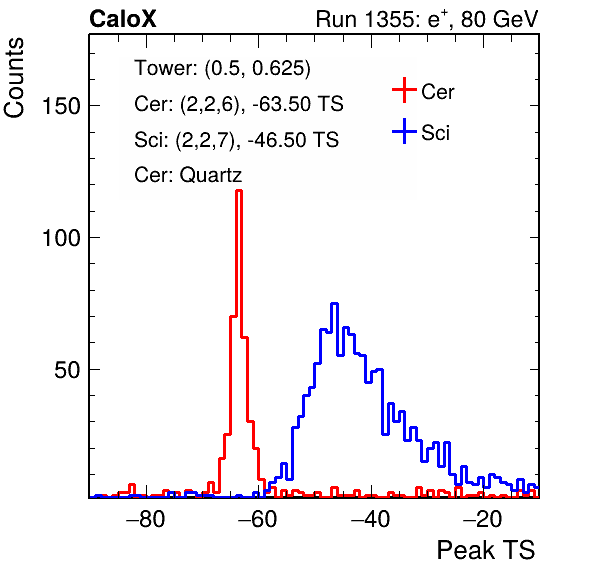 CaloX Run 1355: e⁺, 80 GeV
Counts
Tower: (0.5, 0.625)
Cer: (2,2,6), -63.50 TS
Sci: (2,2,7), -46.50 TS
Cer: Quartz
Cer
Sci
150
100
50
−80 −60 −40 −20
Peak TS